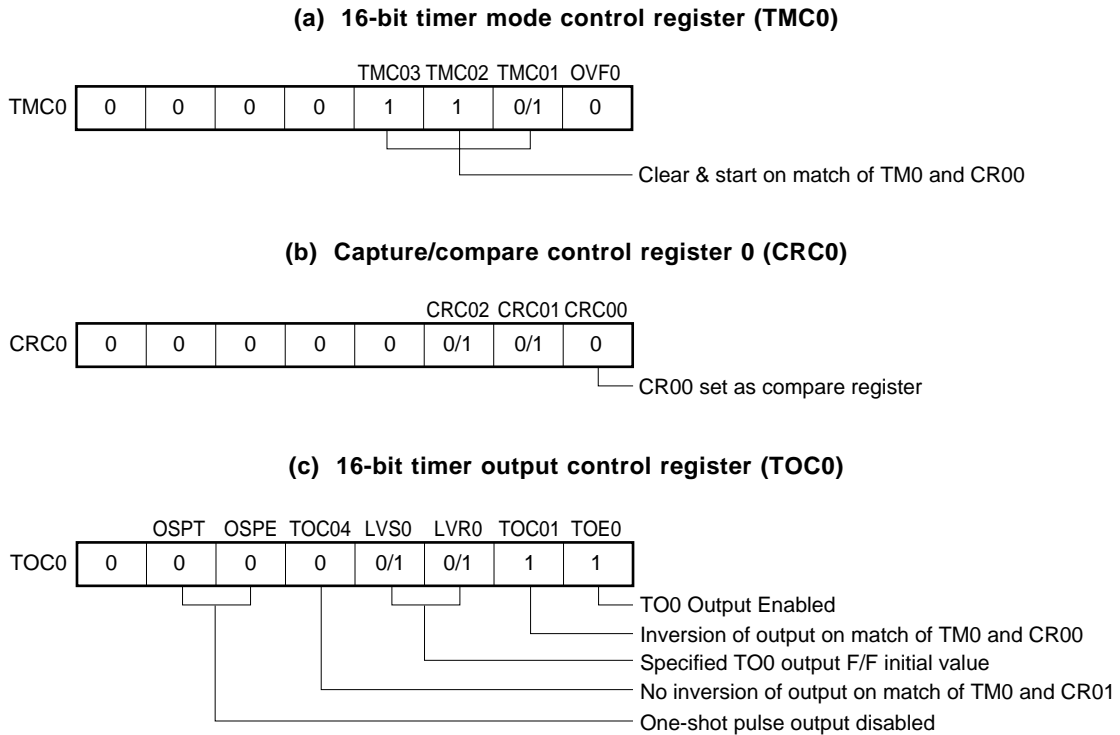 (a) 16-bit timer mode control register (TMC0)
TMC03 TMC02 TMC01 OVF0
TMC0 0 0 0 0 1 1 0/1 0
Clear & start on match of TM0 and CR00
(b) Capture/compare control register 0 (CRC0)
CRC02 CRC01 CRC00
CRC0 0 0 0 0 0 0/1 0/1 0
CR00 set as compare register
(c) 16-bit timer output control register (TOC0)
OSPT OSPE TOC04 LVS0 LVR0 TOC01 TOE0
TOC0 0 0 0 0 0/1 0/1 1 1
TO0 Output Enabled
Inversion of output on match of TM0 and CR00
Specified TO0 output F/F initial value
No inversion of output on match of TM0 and CR01
One-shot pulse output disabled